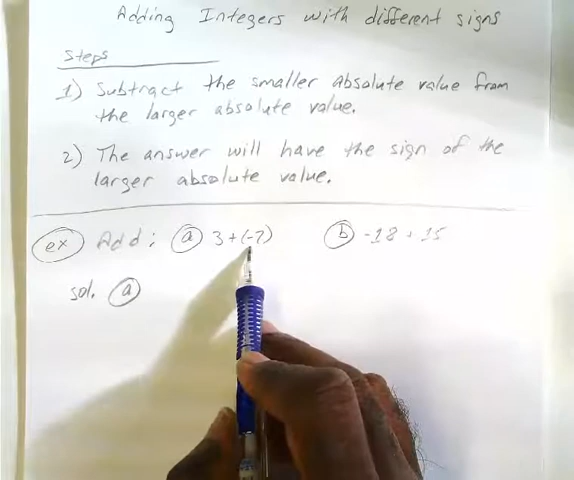 Adding Integers with different signs
Steps
1) Subtract the smaller absolute value from
the larger absolute value.
2) The answer will have the sign of the
larger absolute value.
ex Add: a 3+(-7) b -18 + 15
sol. a